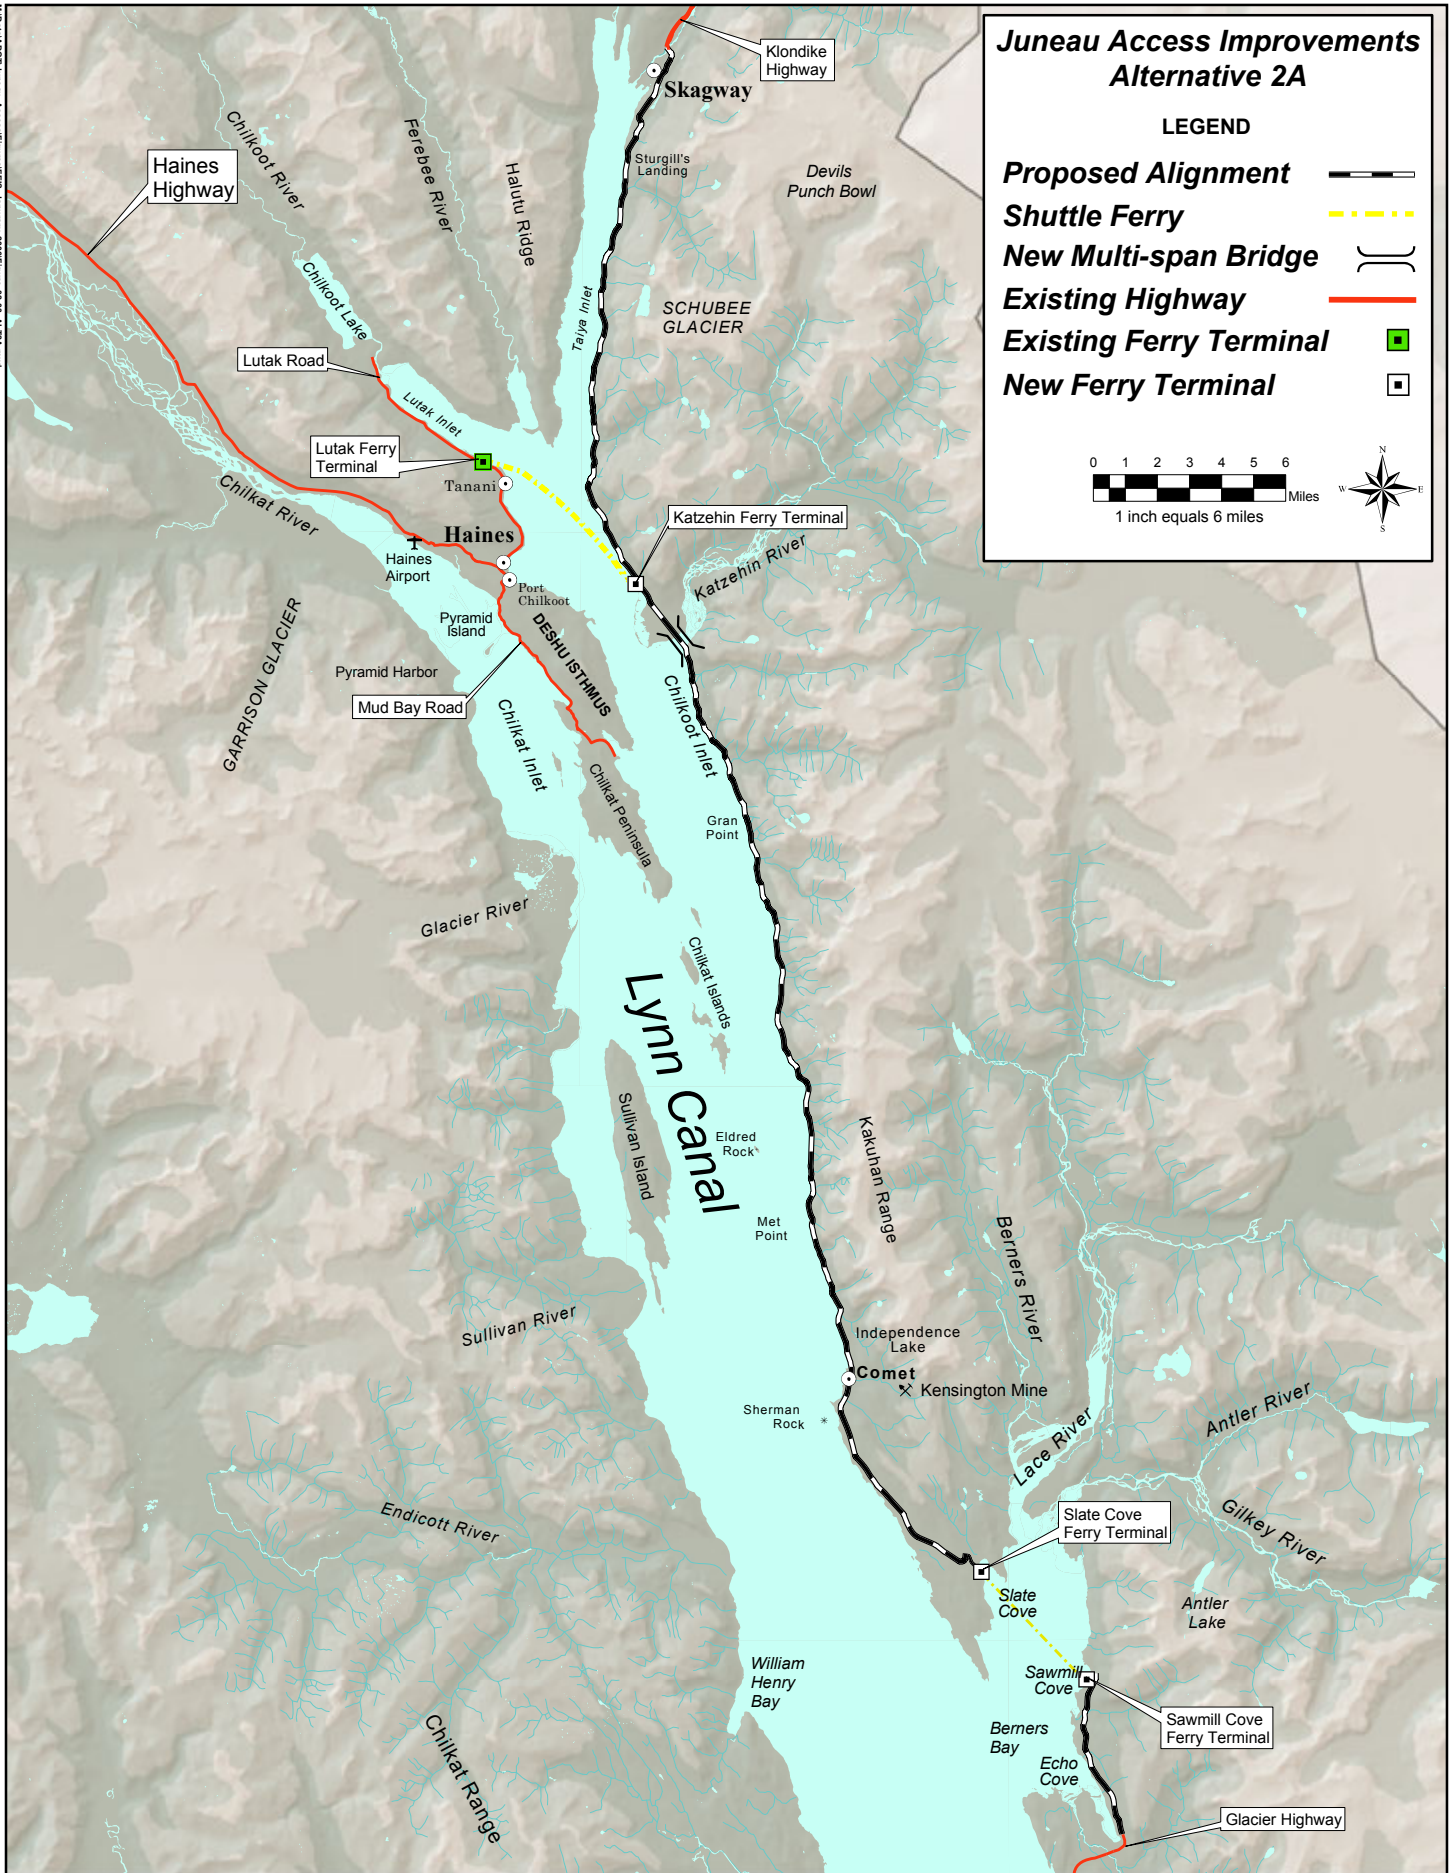 Juneau Access Improvements
Alternative 2A
LEGEND
Proposed Alignment
Shuttle Ferry
New Multi-span Bridge
Existing Highway
Existing Ferry Terminal
New Ferry Terminal
0 1 2 3 4 5 6
Miles
1 inch equals 6 miles
N
W
E
S
Klondike
Highway
Skagway
Sturgill's
Landing
Devils
Punch Bowl
Haines
Highway
Chilkoot River
Ferebee River
Halutu Ridge
Chilkoot Lake
Taiya Inlet
SCHUBEE
GLACIER
Lutak Road
Lutak Inlet
Lutak Ferry
Terminal
Tanani
Chilkat River
Haines
Haines
Airport
Port
Chilkoot
Katzehin Ferry Terminal
Katzehin River
Pyramid
Island
DESHU ISTHMUS
GARRISON GLACIER
Pyramid Harbor
Mud Bay Road
Chilkat Inlet
Chilkoot Inlet
Chilkat Peninsula
Gran
Point
Glacier River
Chilkat Islands
Lynn Canal
Sullivan Island
Eldred
Rock
Kakuhan Range
Met
Point
Berners River
Sullivan River
Independence
Lake
Comet
Kensington Mine
Sherman
Rock
Antler River
Lace River
Endicott River
Slate Cove
Ferry Terminal
Gilkey River
Slate
Cove
Antler
Lake
William
Henry
Bay
Sawmill
Cove
Sawmill Cove
Ferry Terminal
Berners
Bay
Echo
Cove
Chilkat Range
Glacier Highway